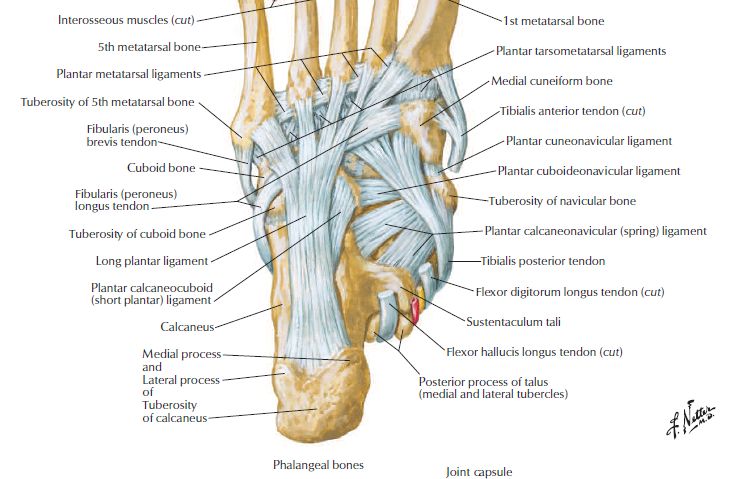 Interosseous muscles (cut)
5th metatarsal bone
Plantar metatarsal ligaments
Tuberosity of 5th metatarsal bone
Fibularis (peroneus)
brevis tendon
Cuboid bone
Fibularis (peroneus)
longus tendon
Tuberosity of cuboid bone
Long plantar ligament
Plantar calcaneocuboid
(short plantar) ligament
Calcaneus
Medial process
and
Lateral process
of
Tuberosity
of calcaneus
1st metatarsal bone
Plantar tarsometatarsal ligaments
Medial cuneiform bone
Tibialis anterior tendon (cut)
Plantar cuneonavicular ligament
Plantar cuboideonavicular ligament
Tuberosity of navicular bone
Plantar calcaneonavicular (spring) ligament
Tibialis posterior tendon
Flexor digitorum longus tendon (cut)
Sustentaculum tali
Flexor hallucis longus tendon (cut)
Posterior process of talus
(medial and lateral tubercles)
F. Netter
M.D.
Phalangeal bones
Joint capsule